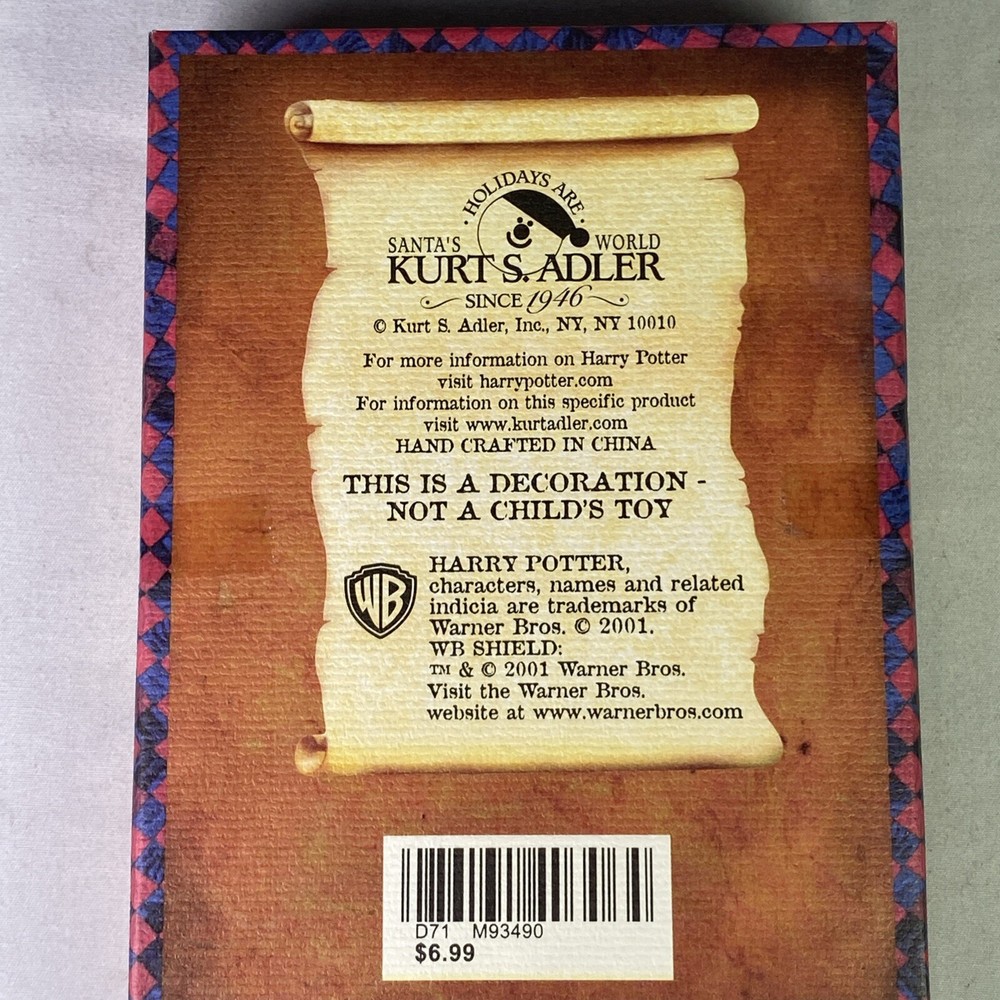 · HOLIDAYS ARE ·
SANTA'S WORLD
KURT S. ADLER
SINCE 1946
© Kurt S. Adler, Inc., NY, NY 10010
For more information on Harry Potter
visit harrypotter.com
For information on this specific product
visit www.kurtadler.com
HAND CRAFTED IN CHINA
THIS IS A DECORATION -
NOT A CHILD'S TOY
WB
HARRY POTTER,
characters, names and related
indicia are trademarks of
Warner Bros. © 2001.
WB SHIELD:
™ & © 2001 Warner Bros.
Visit the Warner Bros.
website at www.warnerbros.com
D71 M93490
$6.99